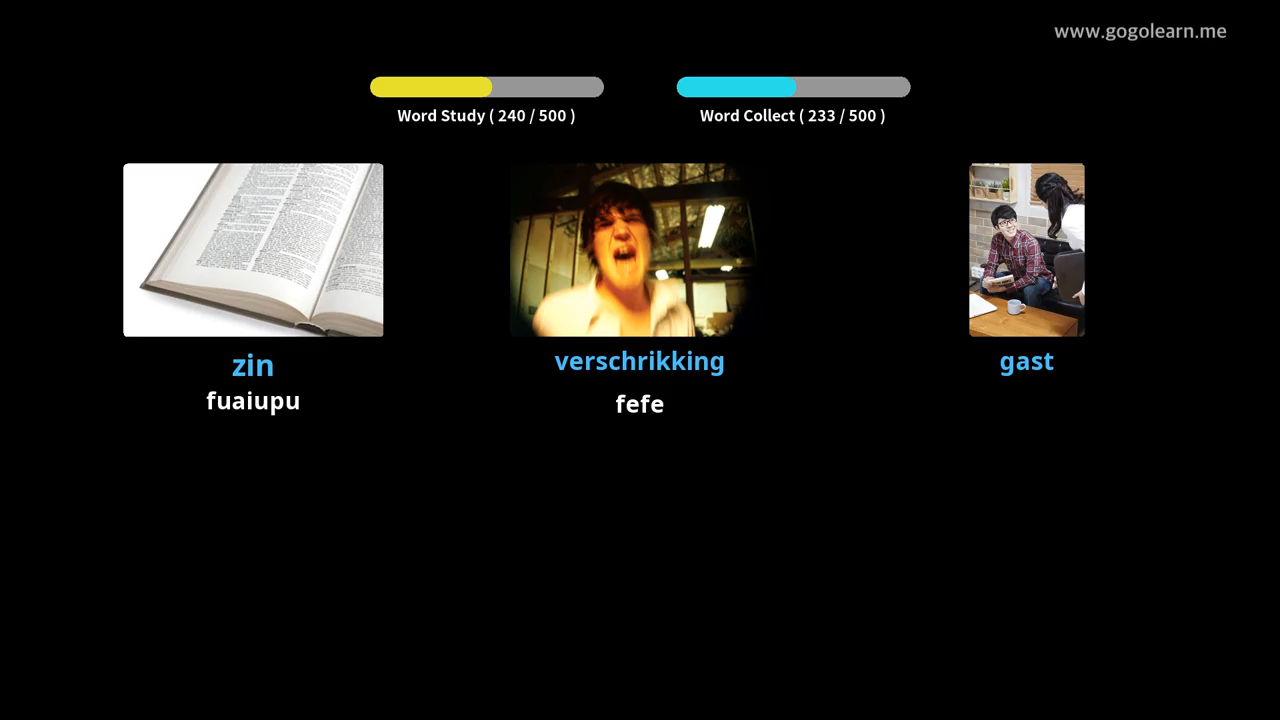 www.gogolearn.me
Word Study ( 240 / 500 )
Word Collect ( 233 / 500 )
zin
fuaiupu
verschrikking
fefe
gast